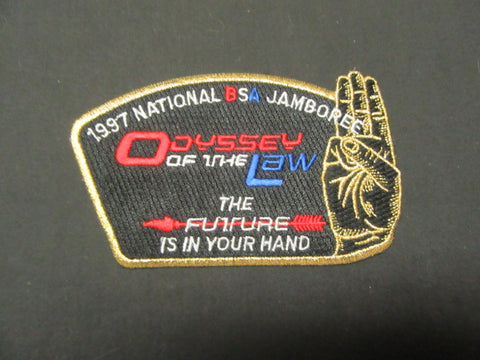 1997 NATIONAL BSA JAMBOREE
ODYSSEY
OF THE LAW
THE
FUTURE
IS IN YOUR HAND